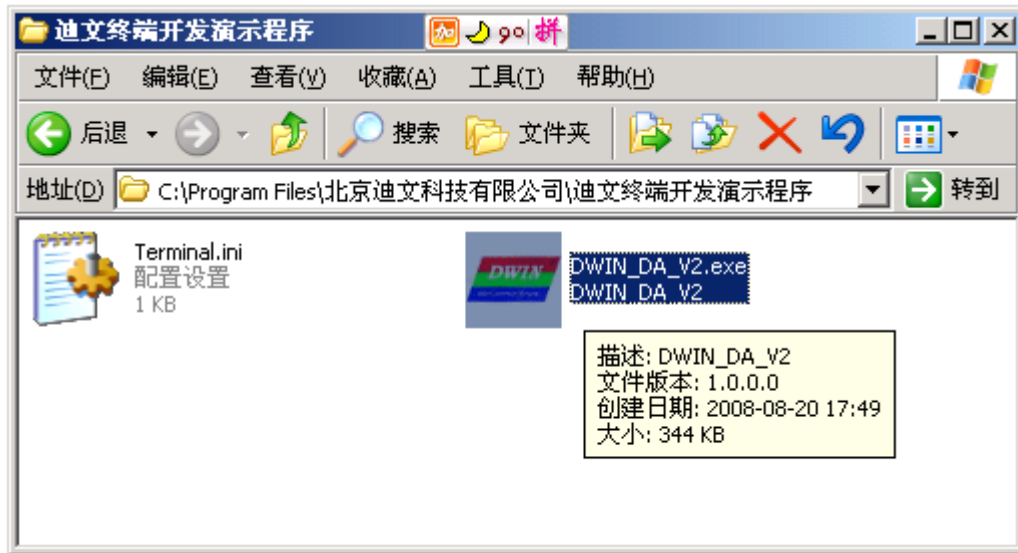 迪文终端开发演示程序
加 9 拼
文件(F) 编辑(E) 查看(V) 收藏(A) 工具(T) 帮助(H)
后退 搜索 文件夹
地址(D) C:\Program Files\北京迪文科技有限公司\迪文终端开发演示程序 转到
Terminal.ini
配置设置
1 KB
DWIN
DWIN_DA_V2.exe
DWIN_DA_V2
描述: DWIN_DA_V2
文件版本: 1.0.0.0
创建日期: 2008-08-20 17:49
大小: 344 KB